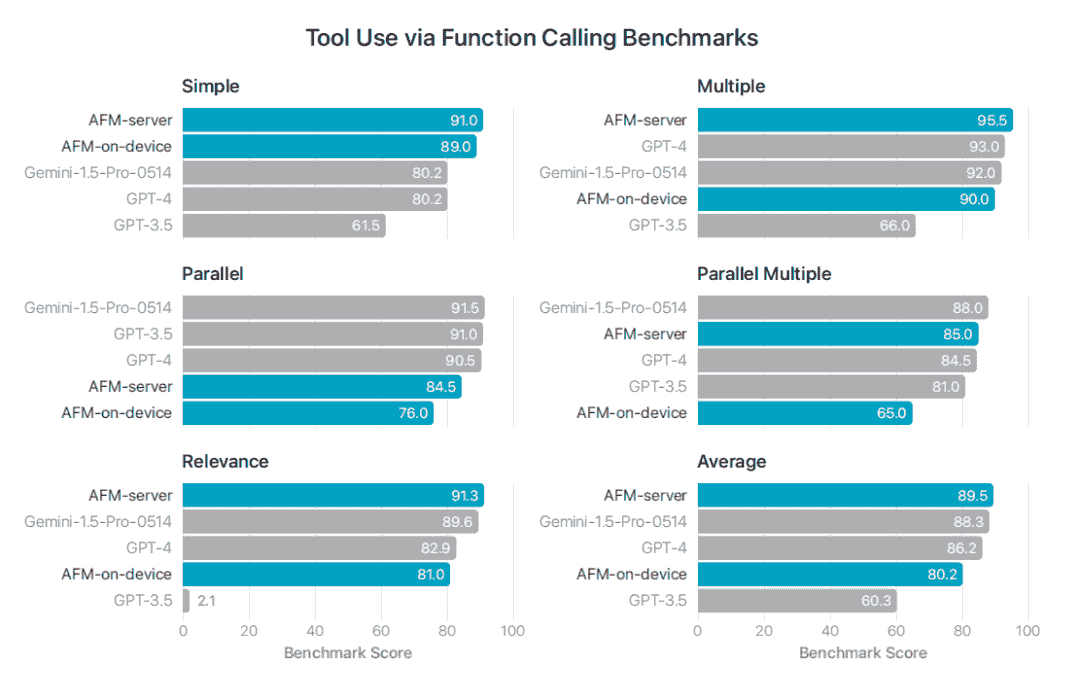 Tool Use via Function Calling Benchmarks
Simple
AFM-server 91.0
AFM-on-device 89.0
Gemini-1.5-Pro-0514 80.2
GPT-4 80.2
GPT-3.5 61.5
Multiple
AFM-server 95.5
GPT-4 93.0
Gemini-1.5-Pro-0514 92.0
AFM-on-device 90.0
GPT-3.5 66.0
Parallel
Gemini-1.5-Pro-0514 91.5
GPT-3.5 91.0
GPT-4 90.5
AFM-server 84.5
AFM-on-device 76.0
Parallel Multiple
Gemini-1.5-Pro-0514 88.0
AFM-server 85.0
GPT-4 84.5
GPT-3.5 81.0
AFM-on-device 65.0
Relevance
AFM-server 91.3
Gemini-1.5-Pro-0514 89.6
GPT-4 82.9
AFM-on-device 81.0
GPT-3.5 2.1
0 20 40 60 80 100
Benchmark Score
Average
AFM-server 89.5
Gemini-1.5-Pro-0514 88.3
GPT-4 86.2
AFM-on-device 80.2
GPT-3.5 60.3
0 20 40 60 80 100
Benchmark Score